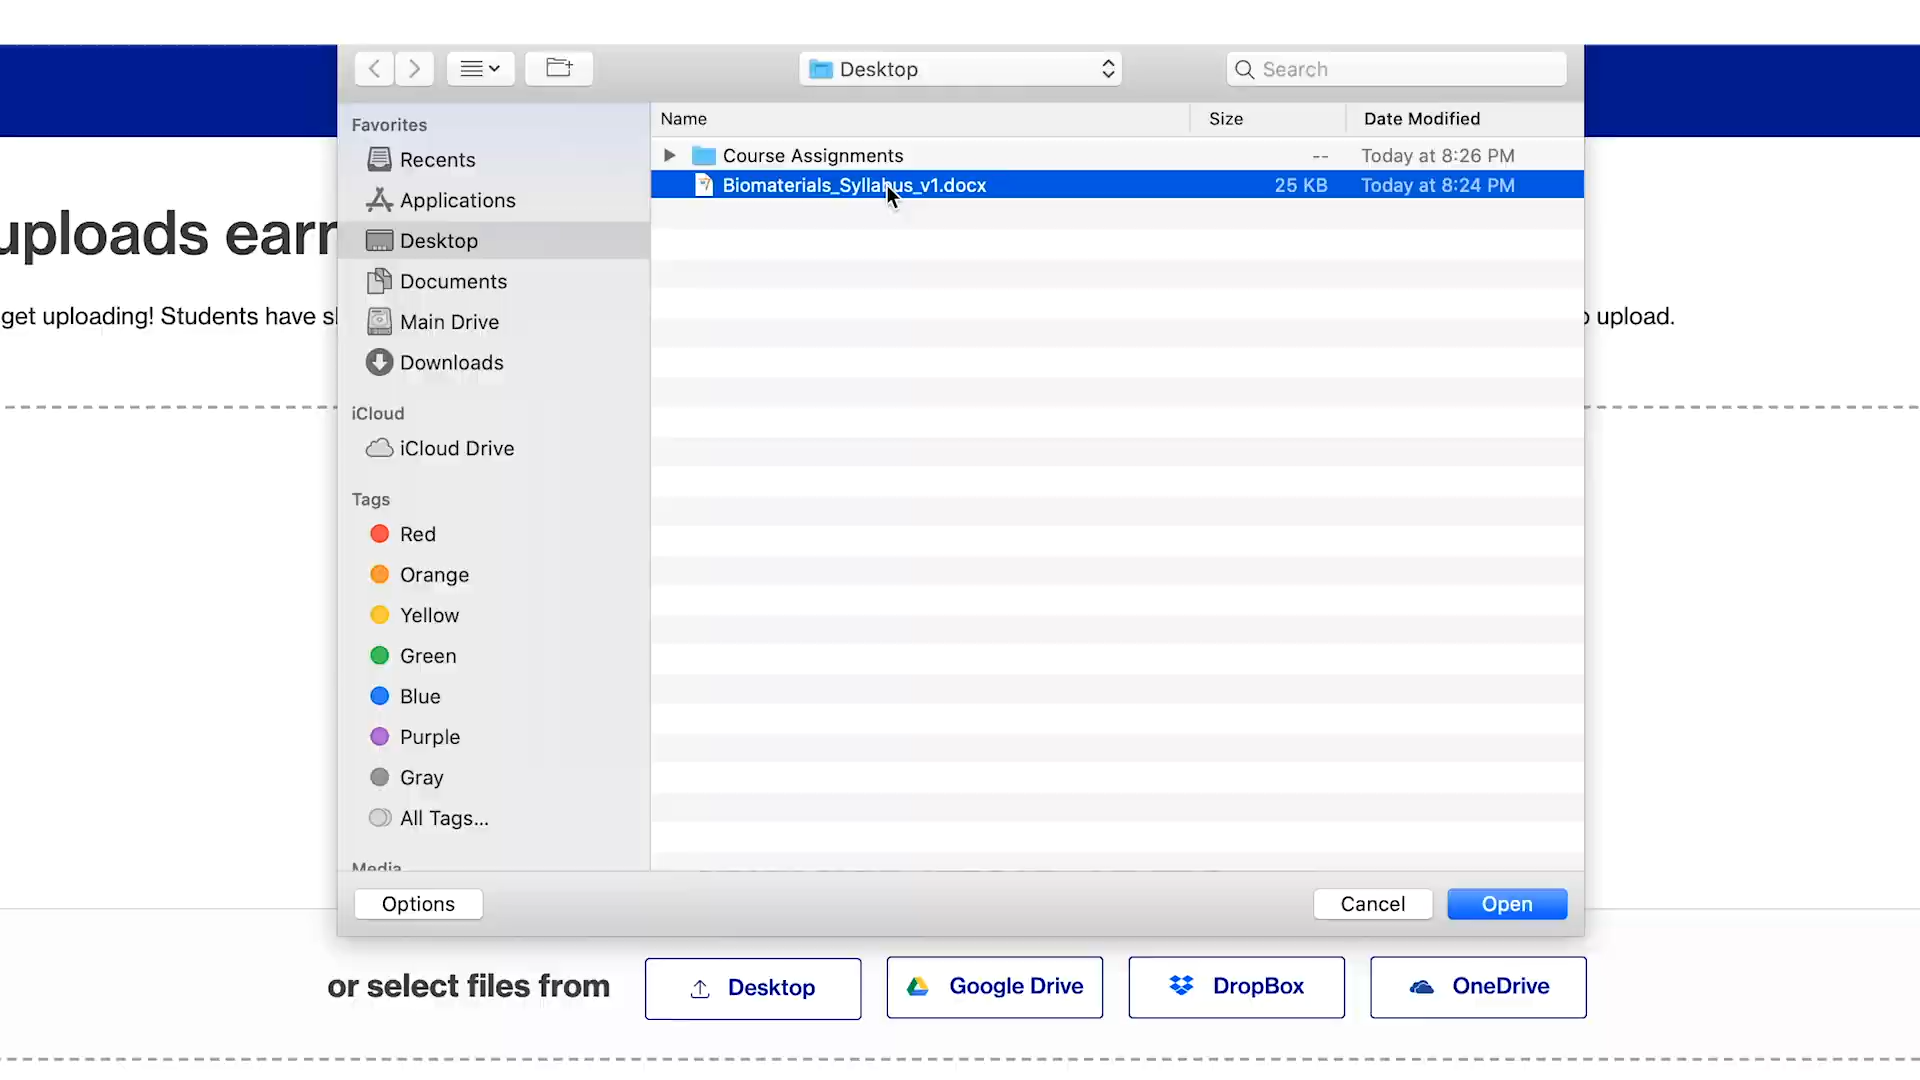 Desktop
Search
Name
Size
Date Modified
Favorites
Recents
Applications
Desktop
Documents
Main Drive
Downloads
iCloud
iCloud Drive
Tags
Red
Orange
Yellow
Green
Blue
Purple
Gray
All Tags...
Media
Course Assignments -- Today at 8:26 PM
Biomaterials_Syllabus_v1.docx 25 KB Today at 8:24 PM
uploads earn
get uploading! Students have
upload.
Options
Cancel
Open
or select files from
Desktop
Google Drive
DropBox
OneDrive